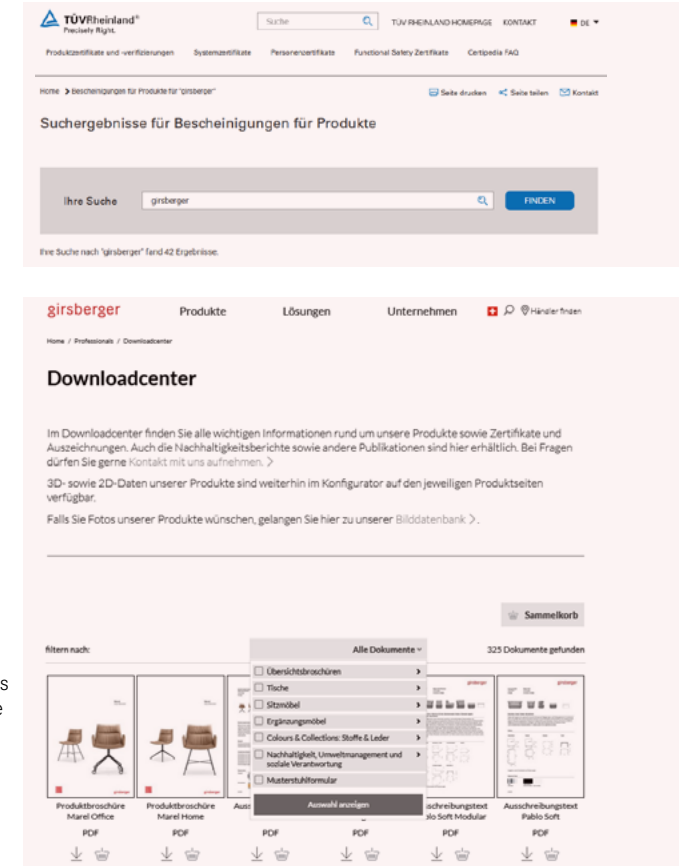 TÜVRheinland®
Precisely Right.
Suche
TÜV RHEINLAND HOMEPAGE KONTAKT DE
Produktzertifikate und -verifizierungen Systemzertifikate Personenzertifikate Functional Safety Zertifikate Certipedia FAQ
Home > Bescheinigungen für Produkte für "girsberger"
Seite drucken Seite teilen Kontakt
Suchergebnisse für Bescheinigungen für Produkte
Ihre Suche girsberger FINDEN
Ihre Suche nach "girsberger" fand 42 Ergebnisse.
girsberger Produkte Lösungen Unternehmen Händler finden
Home / Professionals / Downloadcenter
Downloadcenter
Im Downloadcenter finden Sie alle wichtigen Informationen rund um unsere Produkte sowie Zertifikate und
Auszeichnungen. Auch die Nachhaltigkeitsberichte sowie andere Publikationen sind hier erhältlich. Bei Fragen
dürfen Sie gerne Kontakt mit uns aufnehmen. >
3D- sowie 2D-Daten unserer Produkte sind weiterhin im Konfigurator auf den jeweiligen Produktseiten
verfügbar.
Falls Sie Fotos unserer Produkte wünschen, gelangen Sie hier zu unserer Bilddatenbank >.
Sammelkorb
filtern nach: Alle Dokumente 325 Dokumente gefunden
s
e
Übersichtsbroschüren
Tische
Sitzmöbel
Ergänzungsmöbel
Colours & Collections: Stoffe & Leder
Nachhaltigkeit, Umweltmanagement und
soziale Verantwortung
Musterstuhlformular
Auswahl anzeigen
girsberger
girsberger
Produktbroschüre
Marel Office
PDF
Produktbroschüre
Marel Home
PDF
Auss
PDF
PDF
schreibungstext
blo Soft Modular
PDF
Ausschreibungstext
Pablo Soft
PDF